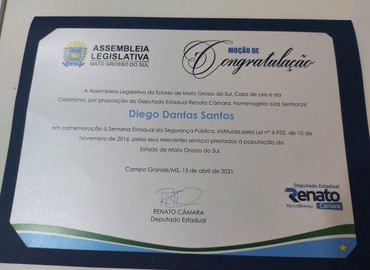 ASSEMBLEIA
LEGISLATIVA
MATO GROSSO DO SUL
MOÇÃO DE
Congratulação
A Assembleia Legislativa do Estado de Mato Grosso do Sul, Casa de Leis e da
Cidadania, por proposição do Deputado Estadual Renato Câmara, homenageia o(a) Senhor(a)
Diego Dantas Santos
em comemoração à Semana Estadual da Segurança Pública, instituída pela Lei nº 4.933, de 10 de
novembro de 2016, pelos seus relevantes serviços prestados à população do
Estado de Mato Grosso do Sul.
Campo Grande/MS, 15 de abril de 2021.
RENATO CÂMARA
Deputado Estadual
Deputado Estadual
Renato
Câmara